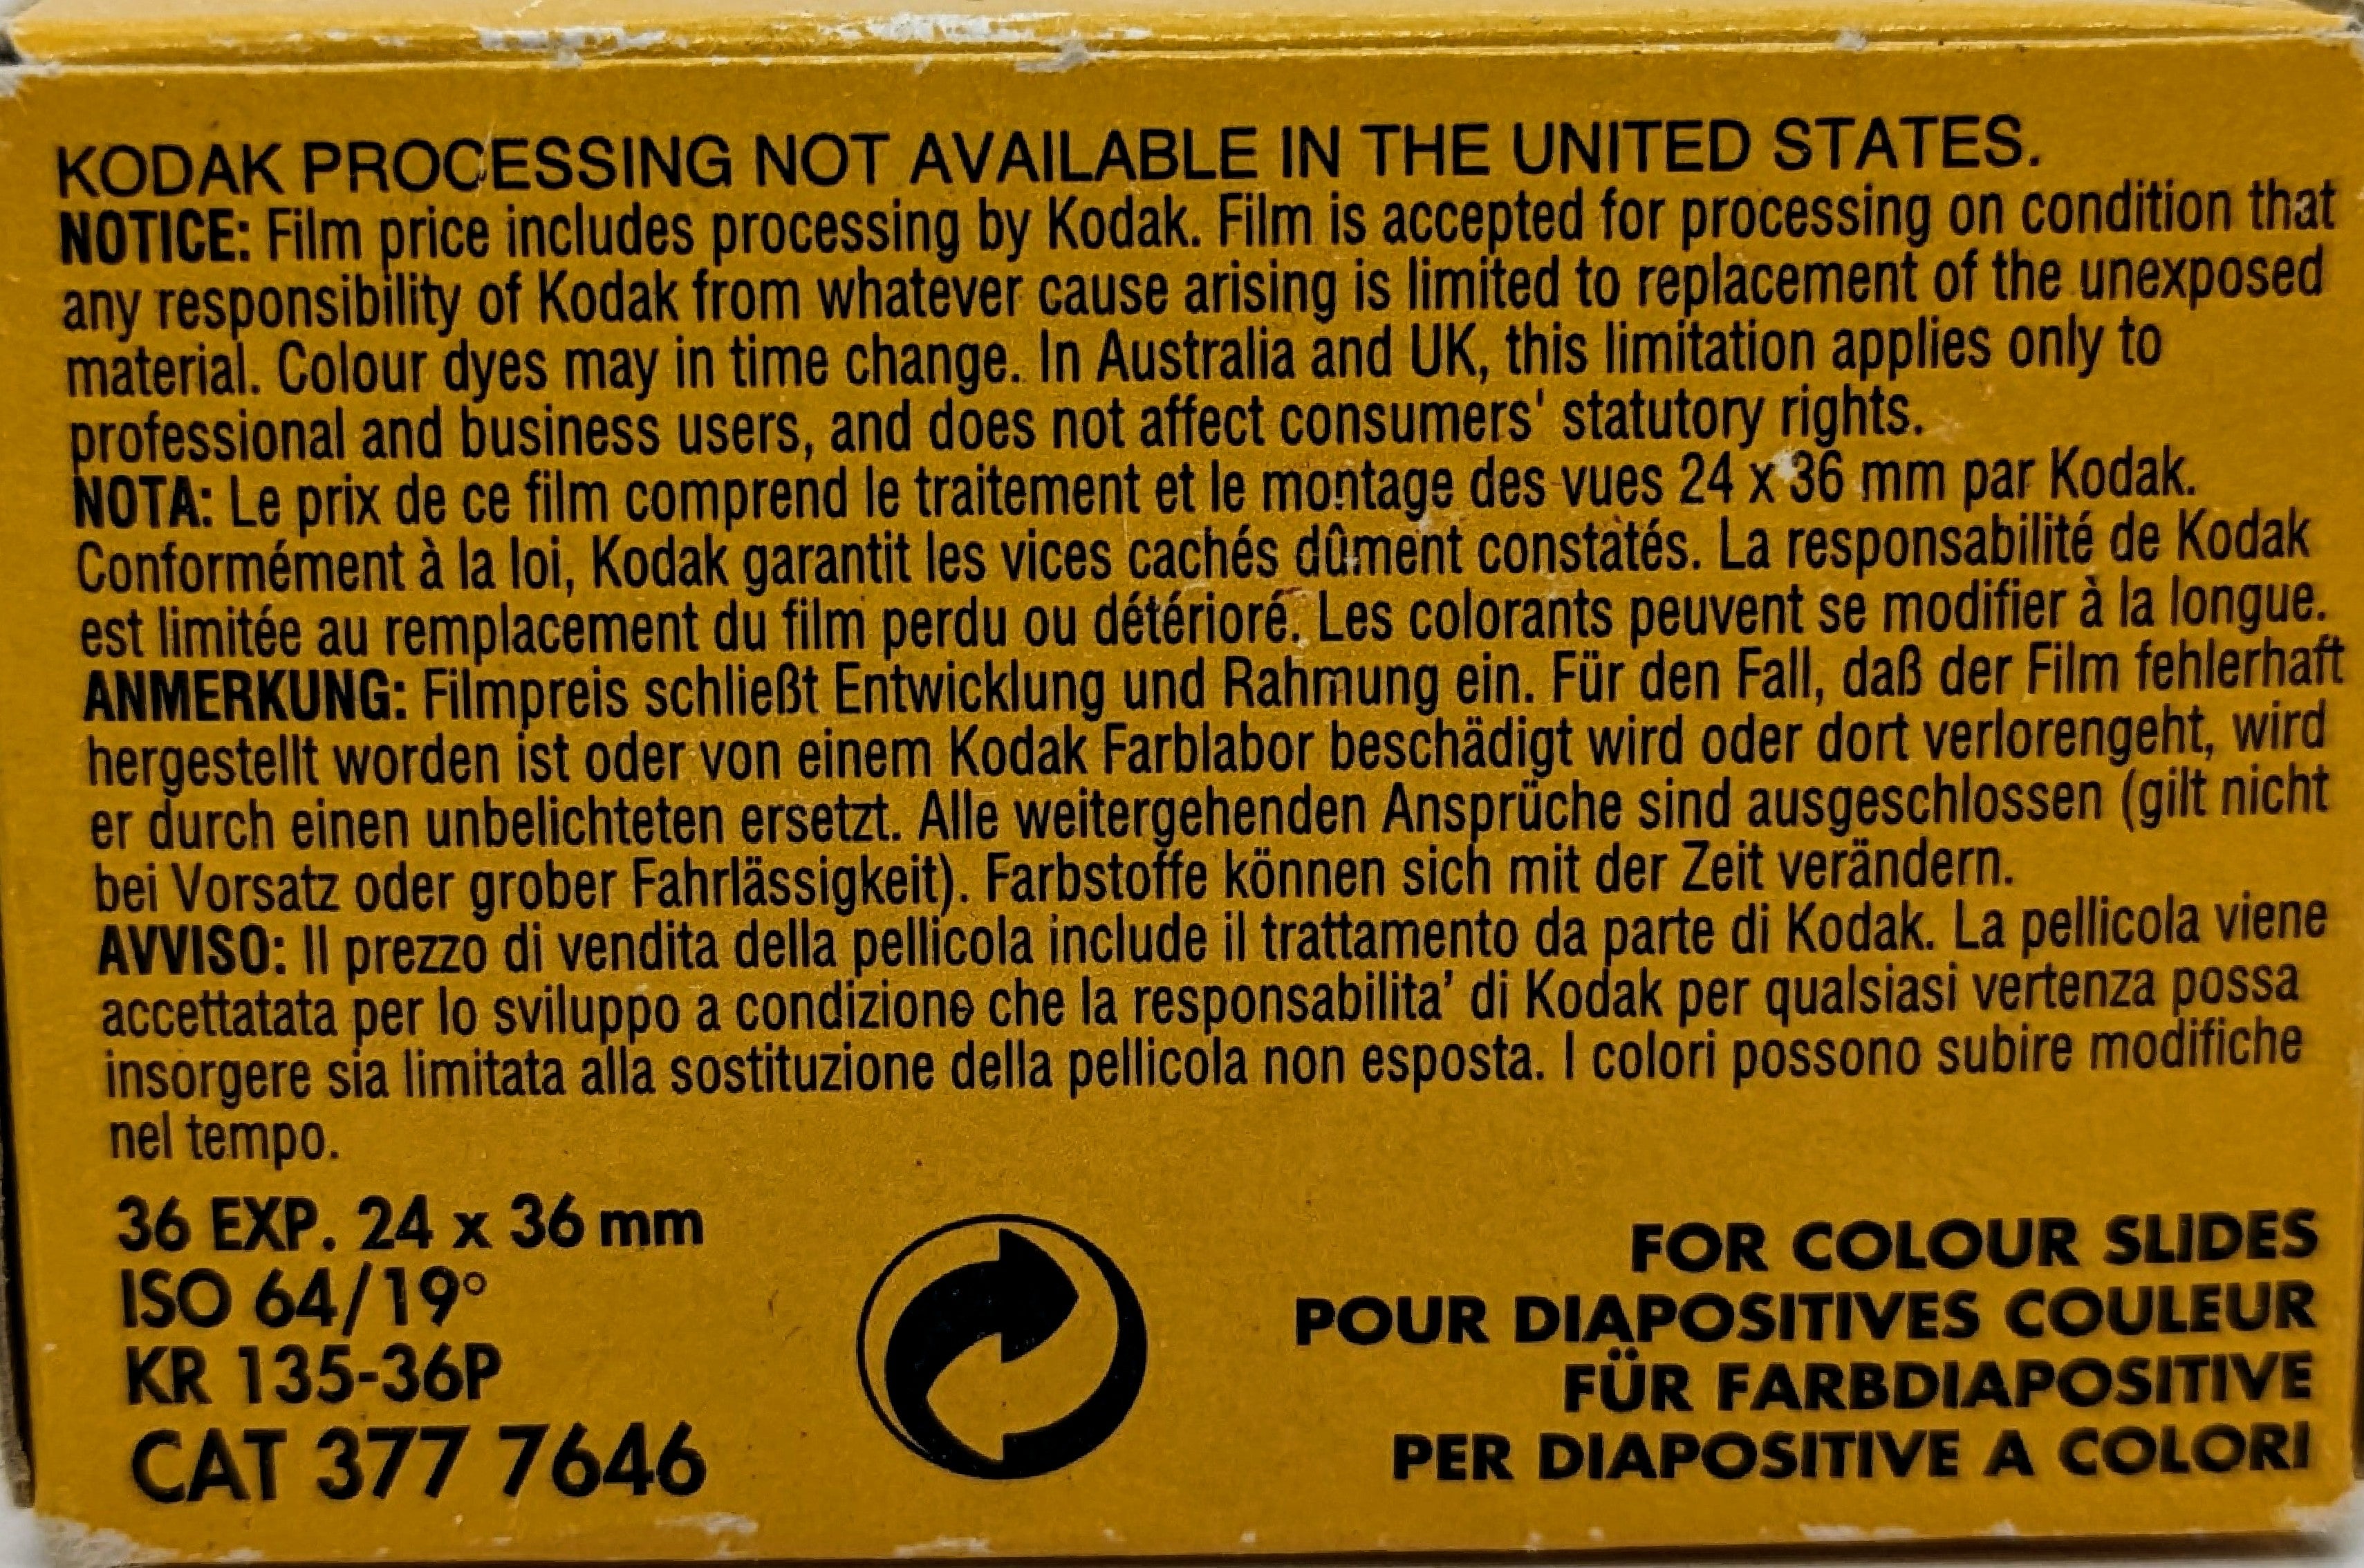 KODAK PROCESSING NOT AVAILABLE IN THE UNITED STATES.
NOTICE: Film price includes processing by Kodak. Film is accepted for processing on condition that
any responsibility of Kodak from whatever cause arising is limited to replacement of the unexposed
material. Colour dyes may in time change. In Australia and UK, this limitation applies only to
professional and business users, and does not affect consumers' statutory rights.
NOTA: Le prix de ce film comprend le traitement et le montage des vues 24 x 36 mm par Kodak.
Conformément à la loi, Kodak garantit les vices cachés dûment constatés. La responsabilité de Kodak
est limitée au remplacement du film perdu ou détérioré. Les colorants peuvent se modifier à la longue.
ANMERKUNG: Filmpreis schließt Entwicklung und Rahmung ein. Für den Fall, daß der Film fehlerhaft
hergestellt worden ist oder von einem Kodak Farblabor beschädigt wird oder dort verlorengeht, wird
er durch einen unbelichteten ersetzt. Alle weitergehenden Ansprüche sind ausgeschlossen (gilt nicht
bei Vorsatz oder grober Fahrlässigkeit). Farbstoffe können sich mit der Zeit verändern.
AVVISO: Il prezzo di vendita della pellicola include il trattamento da parte di Kodak. La pellicola viene
accettatata per lo sviluppo a condizione che la responsabilita' di Kodak per qualsiasi vertenza possa
insorgere sia limitata alla sostituzione della pellicola non esposta. I colori possono subire modifiche
nel tempo.
36 EXP. 24 x 36 mm
ISO 64/19°
KR 135-36P
CAT 377 7646
FOR COLOUR SLIDES
POUR DIAPOSITIVES COULEUR
FÜR FARBDIAPOSITIVE
PER DIAPOSITIVE A COLORI